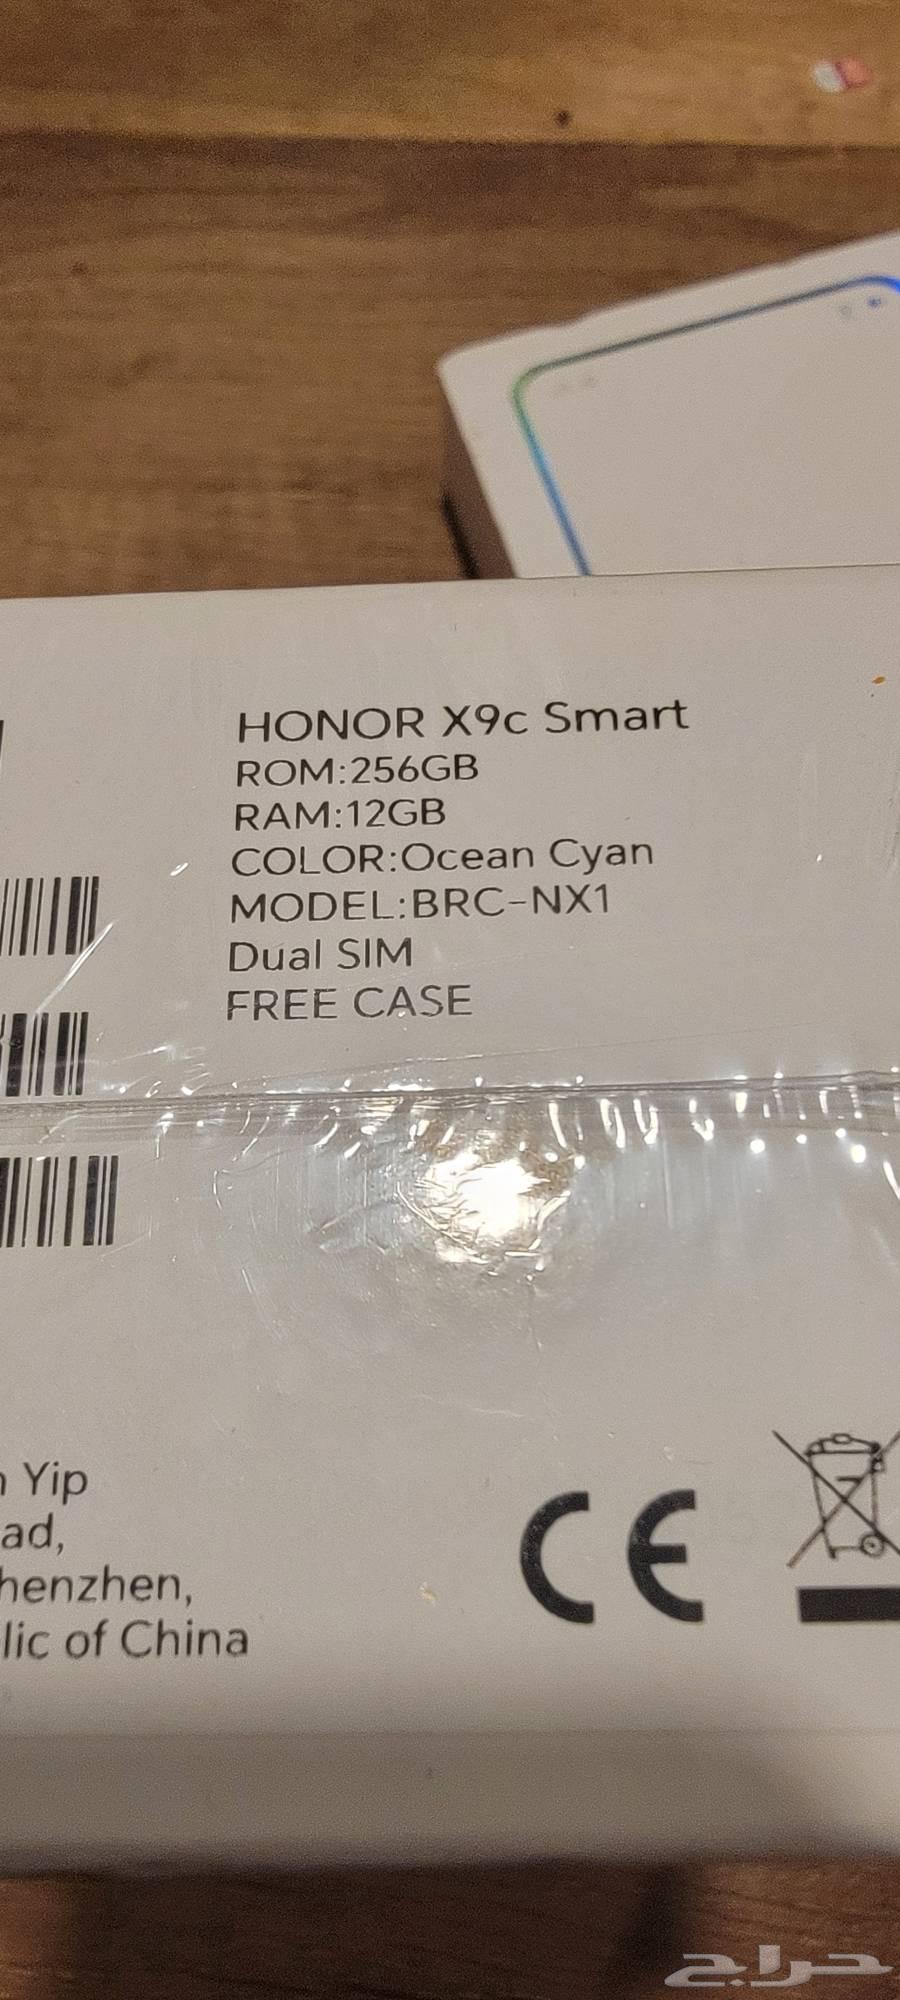 HONOR X9c Smart
ROM:256GB
RAM:12GB
COLOR:Ocean Cyan
MODEL:BRC-NX1
Dual SIM
FREE CASE
Yip
ad,
henzhen,
lic of China
CE
حراج